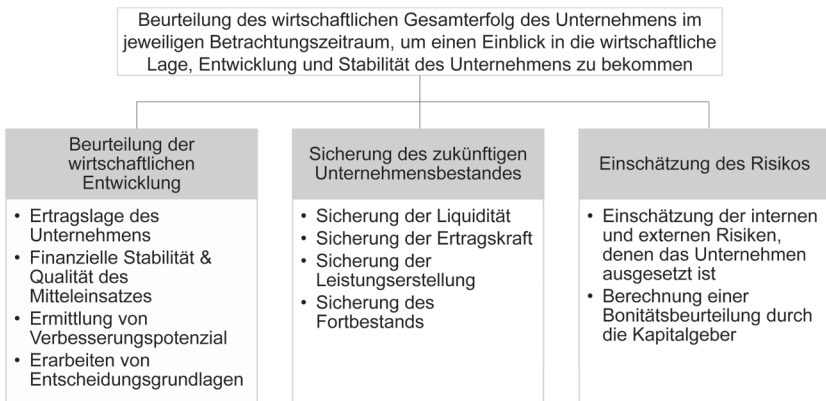 Beurteilung des wirtschaftlichen Gesamterfolg des Unternehmens im
jeweiligen Betrachtungszeitraum, um einen Einblick in die wirtschaftliche
Lage, Entwicklung und Stabilität des Unternehmens zu bekommen
Beurteilung der
wirtschaftlichen
Entwicklung
• Ertragslage des
Unternehmens
• Finanzielle Stabilität &
Qualität des
Mitteleinsatzes
• Ermittlung von
Verbesserungspotenzial
• Erarbeiten von
Entscheidungsgrundlagen
Sicherung des zukünftigen
Unternehmensbestandes
• Sicherung der Liquidität
• Sicherung der Ertragskraft
• Sicherung der
Leistungserstellung
• Sicherung des
Fortbestands
Einschätzung des Risikos
• Einschätzung der internen
und externen Risiken,
denen das Unternehmen
ausgesetzt ist
• Berechnung einer
Bonitätsbeurteilung durch
die Kapitalgeber